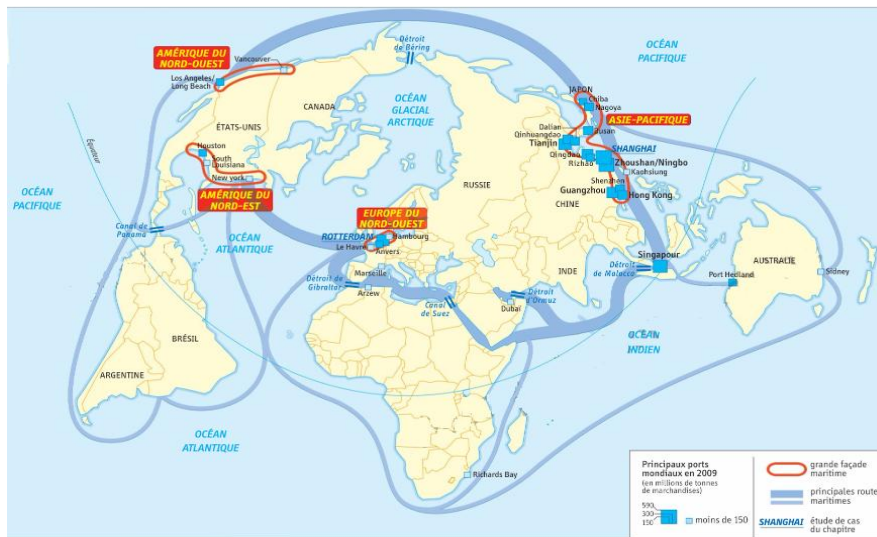 AMÉRIQUE DU
NORD-OUEST
Vancouver
Los Angeles/
Long Beach
Détroit
de Béring
OCÉAN
PACIFIQUE
CANADA
OCÉAN
GLACIAL
ARCTIQUE
ÉTATS-UNIS
Équateur
Houston
South
Louisiana
New york
AMÉRIQUE DU
NORD-EST
OCÉAN
PACIFIQUE
Canal de
Panama
OCÉAN
ATLANTIQUE
EUROPE DU
NORD-OUEST
ROTTERDAM
Hambourg
Le Havre
Anvers
Marseille
Détroit de
Gibraltar
Arzew
Canal
de Suez
RUSSIE
JAPON
Chiba
Nagoya
ASIE-PACIFIQUE
Busan
Dalian
Qinhuangdao
Tianjin
Qingdao
Rizhao
SHANGHAI
Zhoushan/Ningbo
Kaohsiung
Shenzhen
Guangzhou
Hong Kong
CHINE
INDE
Détroit
d'Ormuz
Dubaï
Singapour
Détroit
de Malacca
AUSTRALIE
Port Hedland
Sidney
OCÉAN
INDIEN
BRÉSIL
ARGENTINE
OCÉAN
ATLANTIQUE
Richards Bay
Principaux ports
mondiaux en 2009
(en millions de tonnes
de marchandises)
590
300
150
moins de 150
grande façade
maritime
principales route
maritimes
SHANGHAI
étude de cas
du chapitre